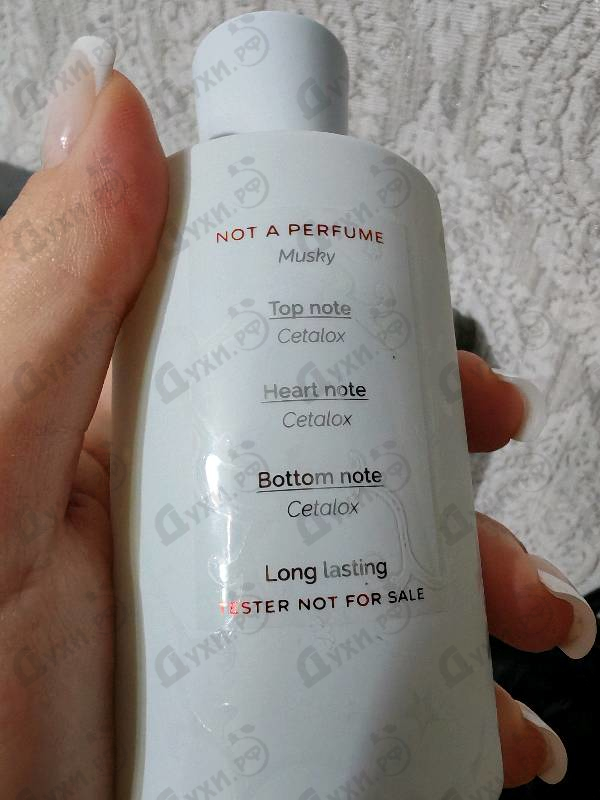 NOT A PERFUME
Musky
Top note
Cetalox
Heart note
Cetalox
Bottom note
Cetalox
Long lasting
TESTER NOT FOR SALE
Духи.РФ